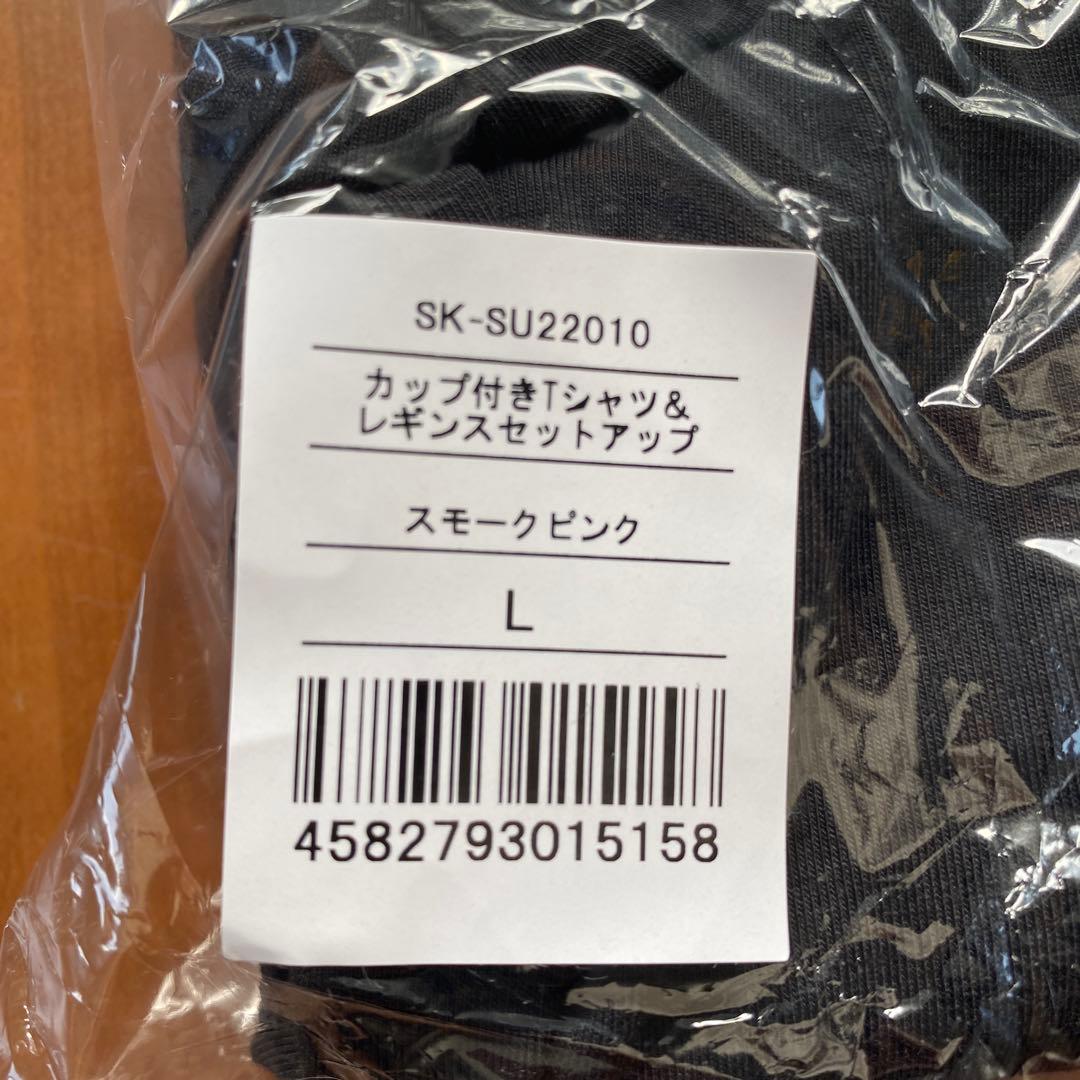 SK-SU22010
カップ付きTシャツ&
レギンスセットアップ
スモークピンク
L
4582793015158